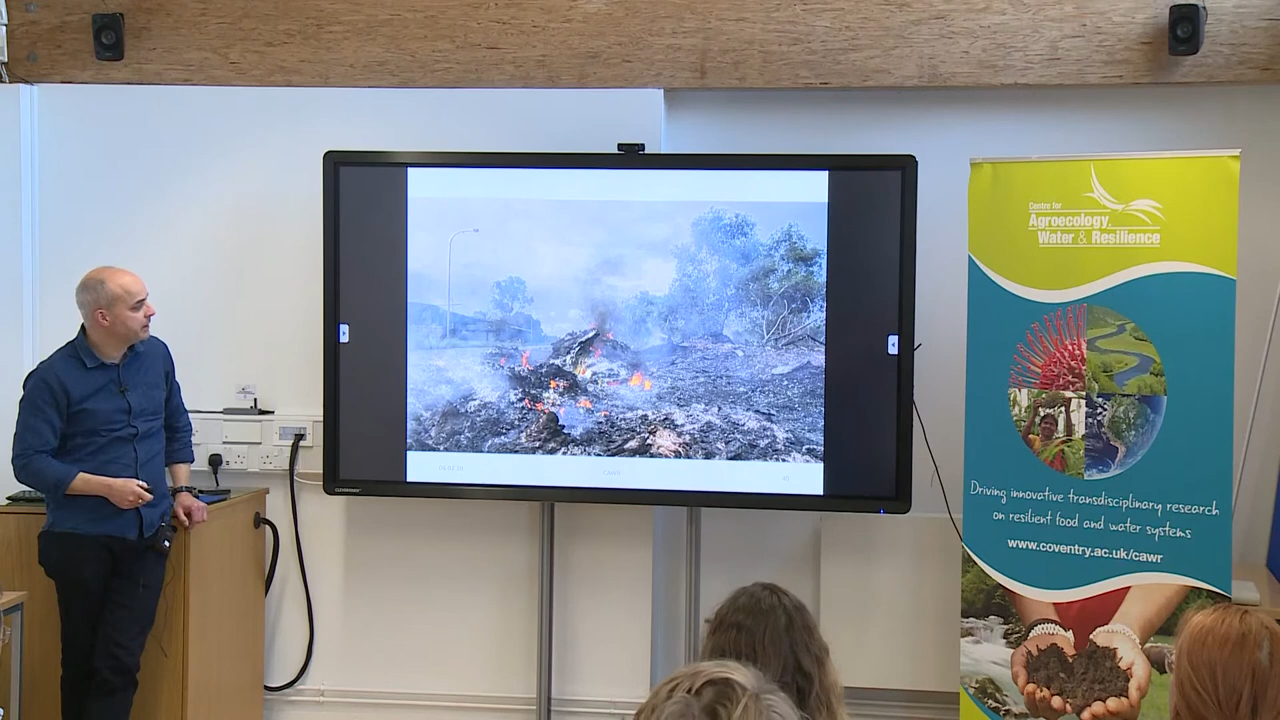 Centre for
Agroecology,
Water & Resilience
Driving innovative transdisciplinary research
on resilient food and water systems
www.coventry.ac.uk/cawr
CAWR